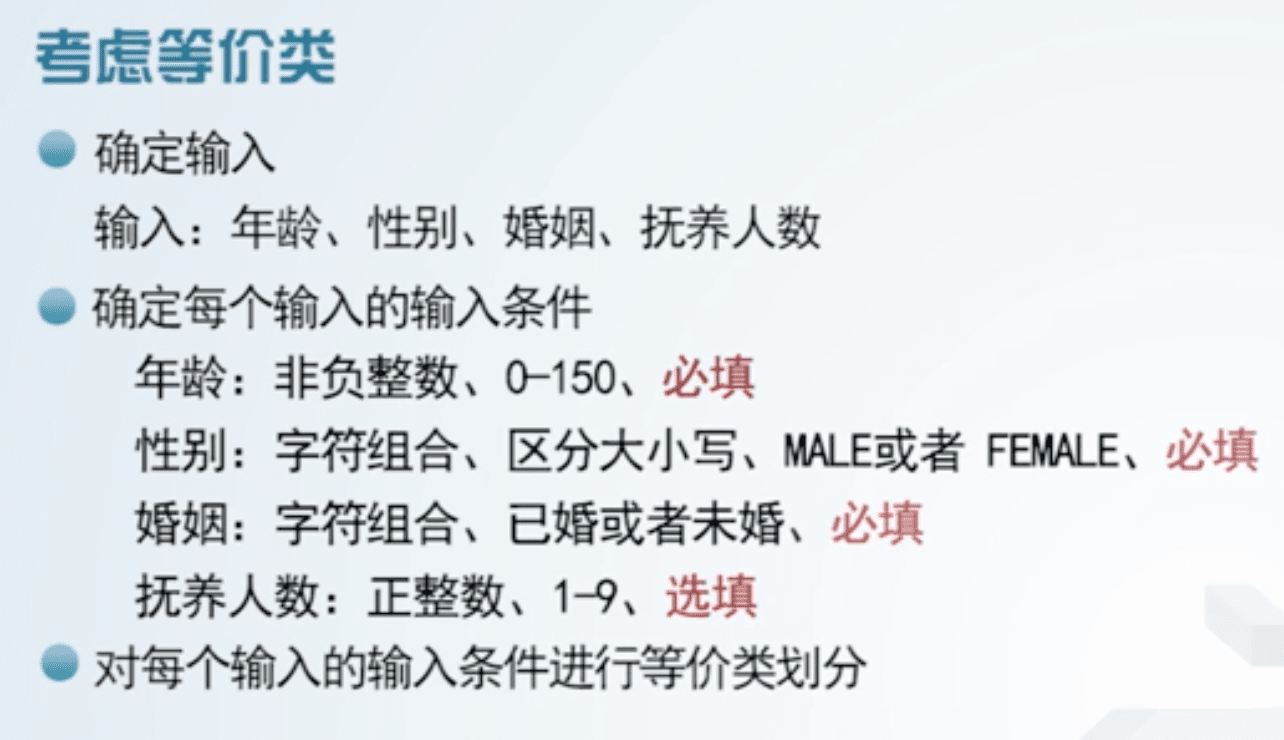 考虑等价类
确定输入
输入：年龄、性别、婚姻、抚养人数
确定每个输入的输入条件
年龄：非负整数、0-150、必填
性别：字符组合、区分大小写、MALE或者 FEMALE、必填
婚姻：字符组合、已婚或者未婚、必填
抚养人数：正整数、1-9、选填
对每个输入的输入条件进行等价类划分